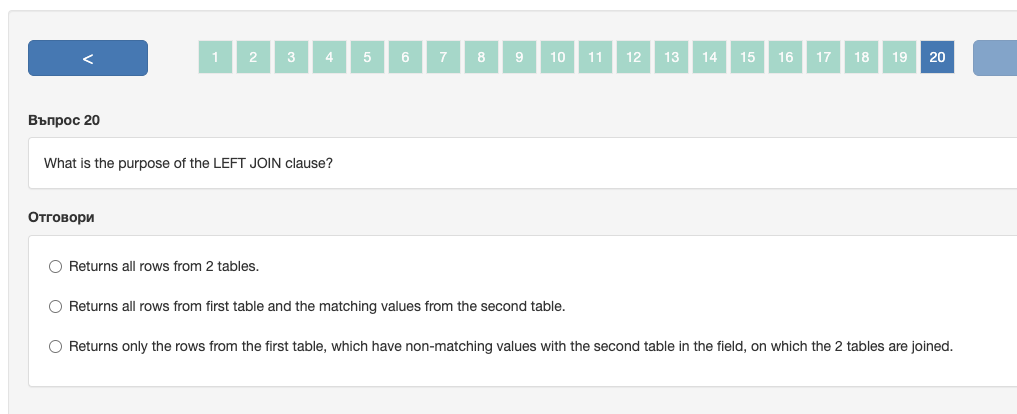 < 1 2 3 4 5 6 7 8 9 10 11 12 13 14 15 16 17 18 19 20
Въпрос 20
What is the purpose of the LEFT JOIN clause?
Отговори
Returns all rows from 2 tables.
Returns all rows from first table and the matching values from the second table.
Returns only the rows from the first table, which have non-matching values with the second table in the field, on which the 2 tables are joined.